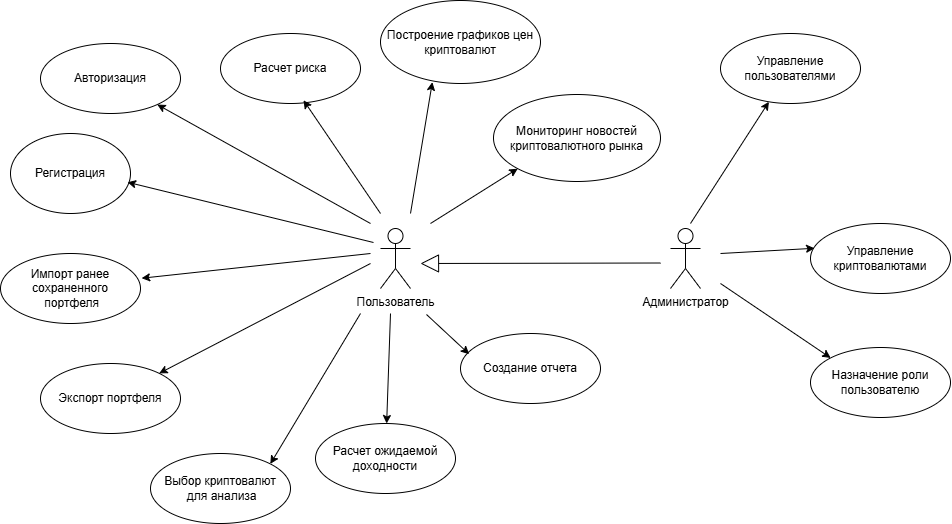 Построение графиков цен
криптовалют
Расчет риска
Авторизация
Управление
пользователями
Мониторинг новостей
криптовалютного рынка
Регистрация
Управление
криптовалютами
Импорт ранее
сохраненного
портфеля
Пользователь
Администратор
Создание отчета
Назначение роли
пользователю
Экспорт портфеля
Расчет ожидаемой
доходности
Выбор криптовалют
для анализа